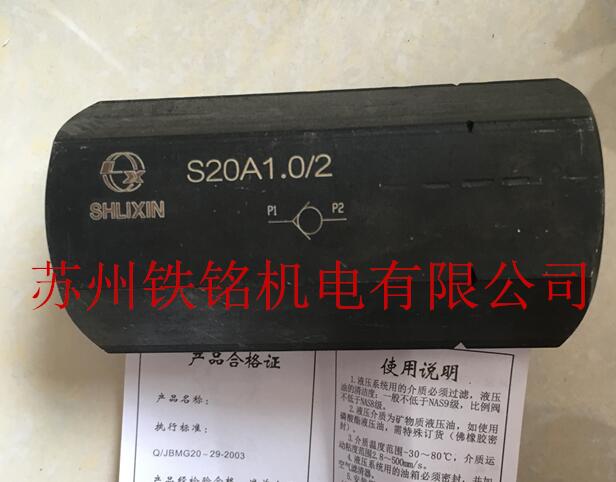 LX
SHLIXIN
S20A1.0/2
P1
P2
苏州铁铭机电有限公司
产品合格证
产品名称:
执行标准:
Q/JBMG20-29-2003
使用说明
1.液压系统用的介质必须过滤,液压
油的清洁度:一般不低于NAS9级,比例阀
不低于NAS8级。
2.液压介质为矿物质液压油,如使用
磷酸酯液压油,需特殊订货(佛橡胶密
封)。
3.介质温度范围-30~80℃,介质运
动粘度范围2.8~500mm/s。
4.液压系统用的油箱必须密封,并加
空气滤清器。